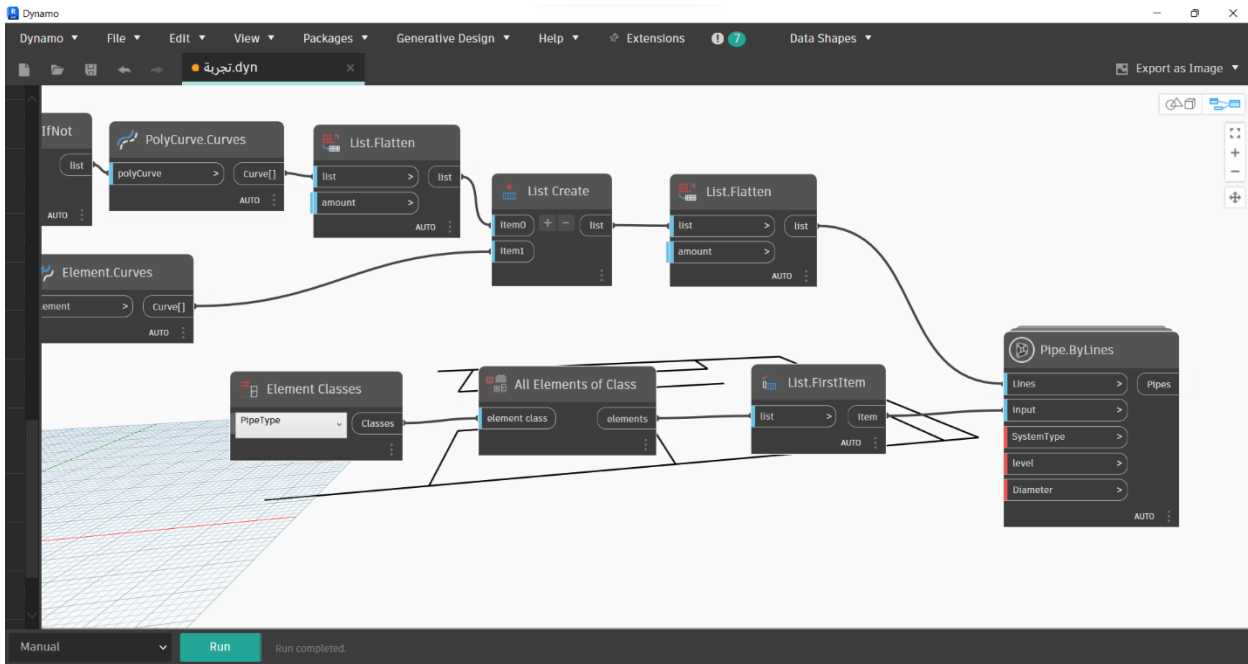 Dynamo
Dynamo File Edit View Packages Generative Design Help Extensions 7 Data Shapes
تجربة.dyn
Export as Image
IfNot
list
AUTO
PolyCurve.Curves
polyCurve > Curve[]
AUTO
List.Flatten
list > list
amount >
AUTO
List Create
item0 + - list
item1
List.Flatten
list > list
amount >
AUTO
Element.Curves
ement > Curve[]
AUTO
Element Classes
PipeType Classes
All Elements of Class
element class elements
List.FirstItem
list > item
AUTO
Pipe.ByLines
Lines > Pipes
Input >
SystemType >
level >
Diameter >
AUTO
Manual Run Run completed.